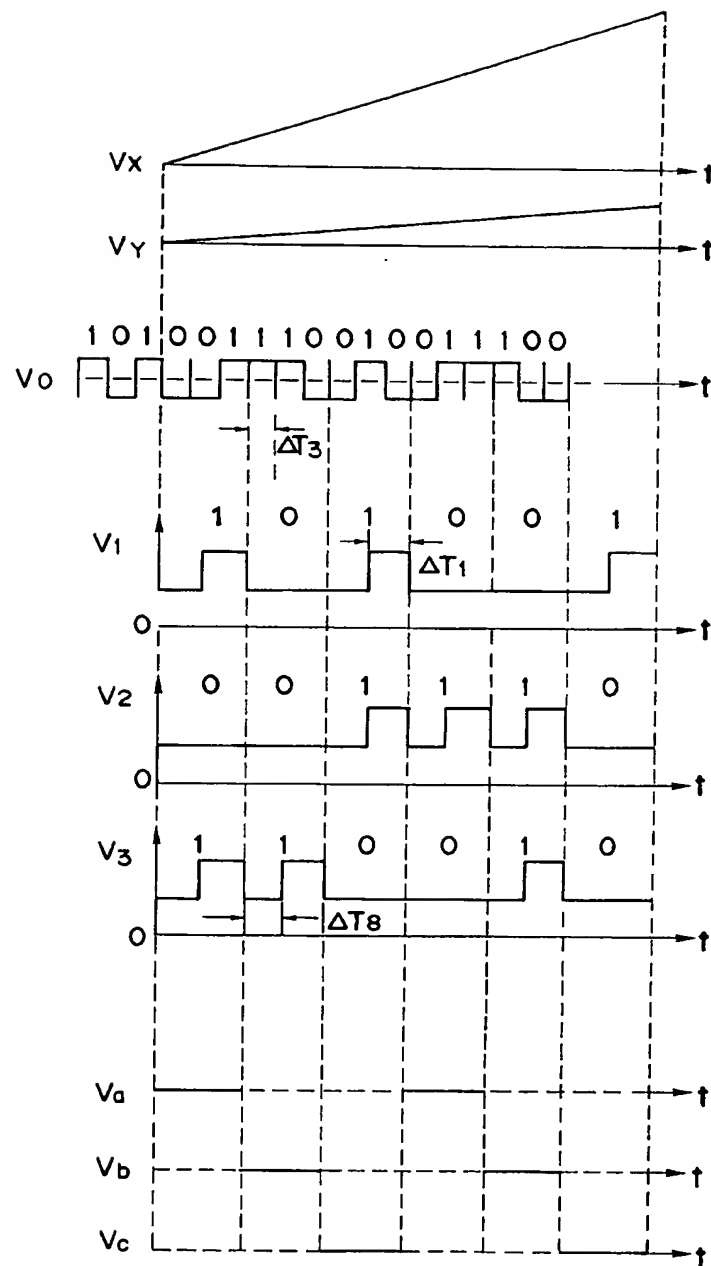 VX t
VY t
1 0 1 0 0 1 1 1 0 0 1 0 0 1 1 1 0 0
VO t
ΔT3
1 0 1 0 0 1
V1 ΔT1
0 t
0 0 1 1 1 0
V2
0 t
1 1 0 0 1 0
V3
ΔT8
0 t
Va t
Vb t
Vc t